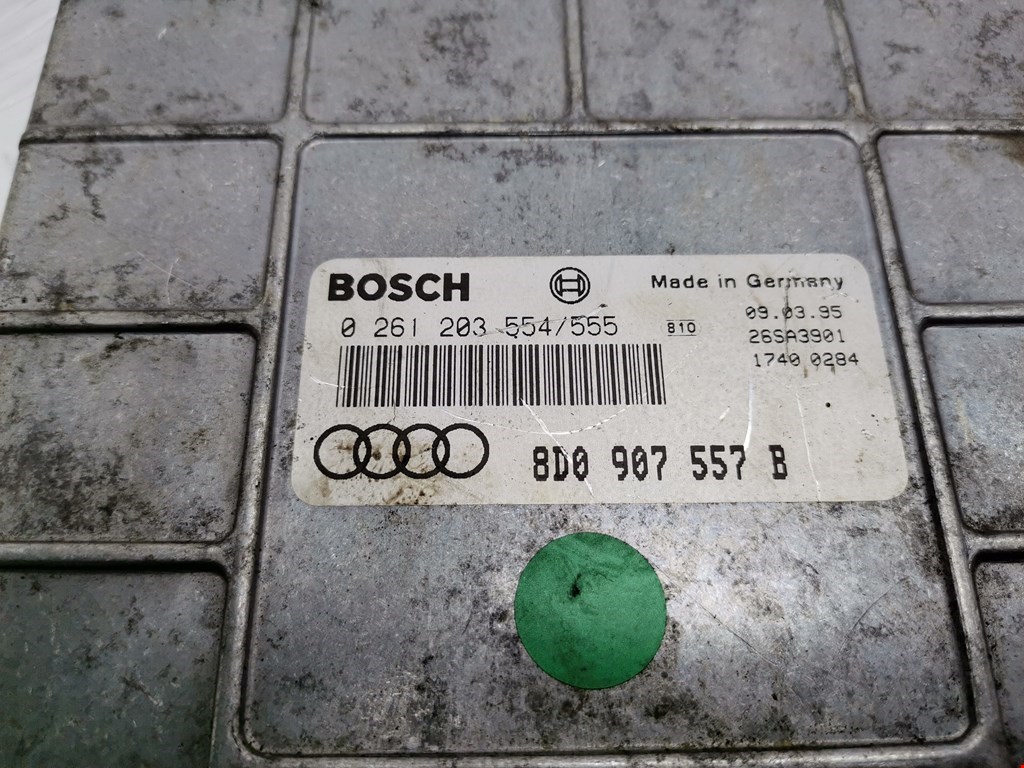 BOSCH
Made in Germany
0 261 203 554/555
810
09.03.95
26SA3901
1740 0284
8D0 907 557 B